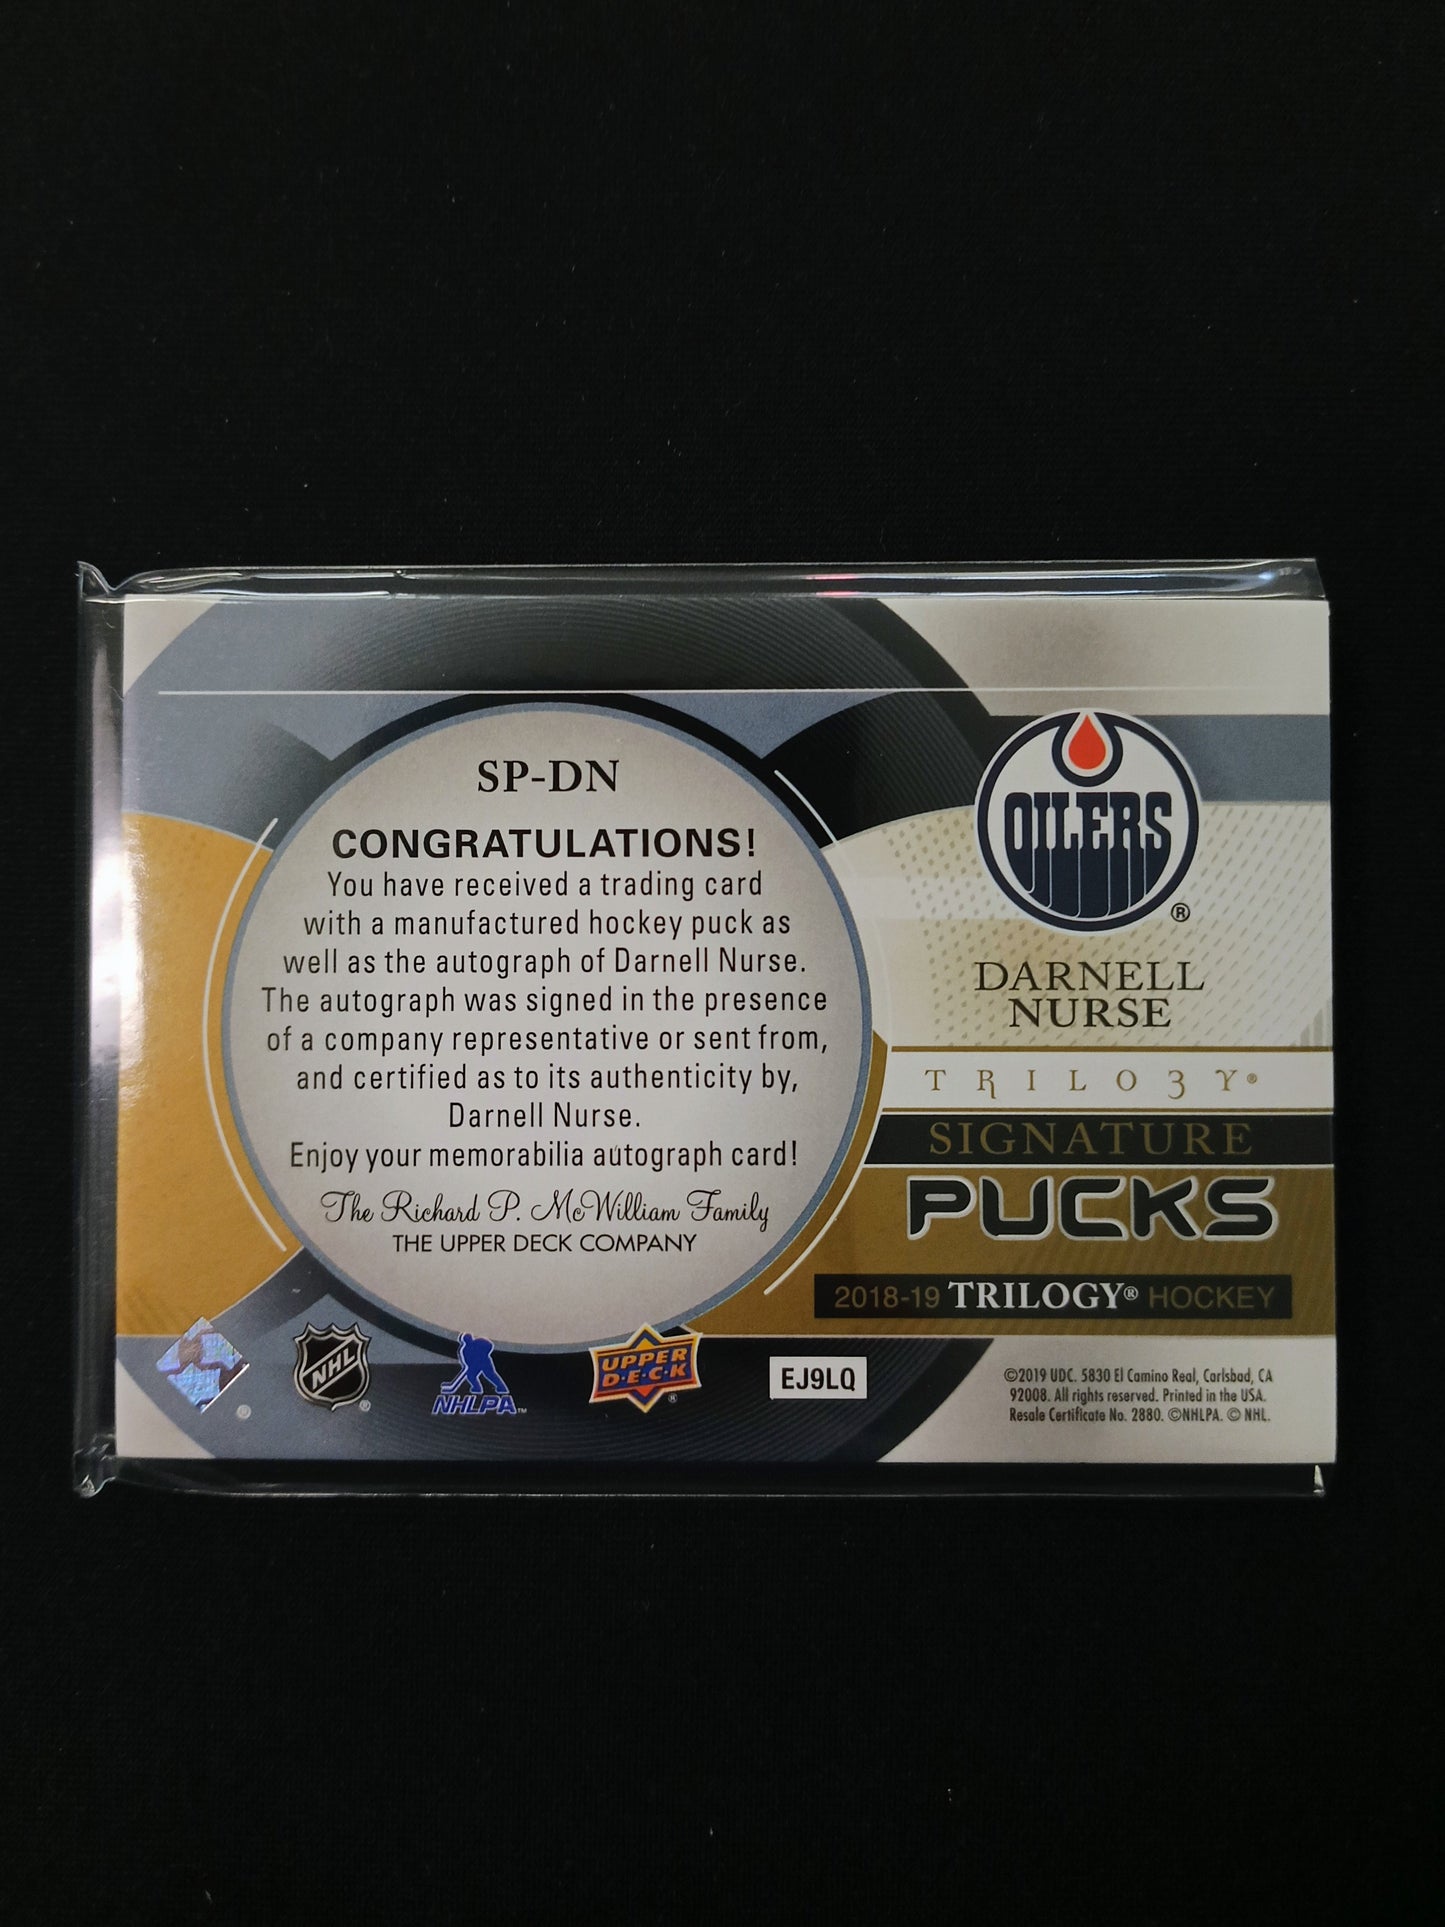 SP-DN
CONGRATULATIONS!
You have received a trading card
with a manufactured hockey puck as
well as the autograph of Darnell Nurse.
The autograph was signed in the presence
of a company representative or sent from,
and certified as to its authenticity by,
Darnell Nurse.
Enjoy your memorabilia autograph card!
The Richard P. McWilliam Family
THE UPPER DECK COMPANY
OILERS
®
DARNELL
NURSE
TRILO3Y®
SIGNATURE
PUCKS
2018-19 TRILOGY® HOCKEY
®
NHL
®
NHLPA™
UPPER
D·E·C·K
®
EJ9LQ
©2019 UDC. 5830 El Camino Real, Carlsbad, CA
92008. All rights reserved. Printed in the USA.
Resale Certificate No. 2880. ©NHLPA. © NHL.